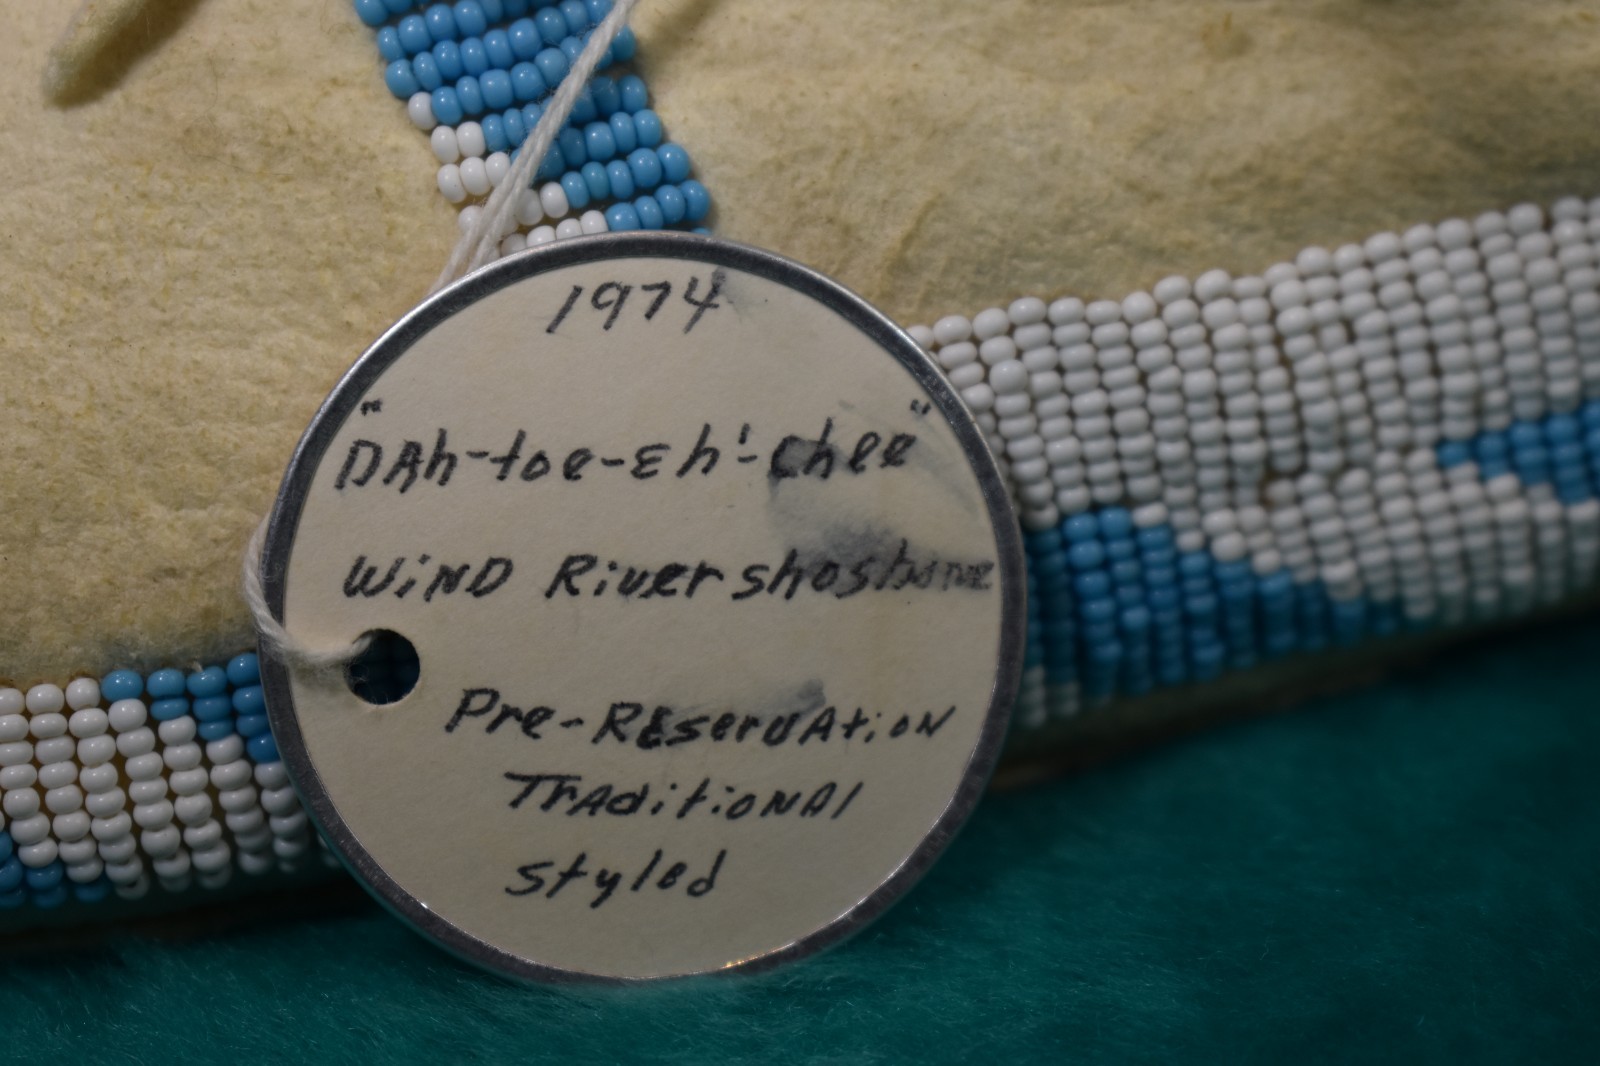 1974
"DAh-toe-Eh'-chee"
WiND River shoshone
Pre-REservAtioN
TrAditioNAl
styled